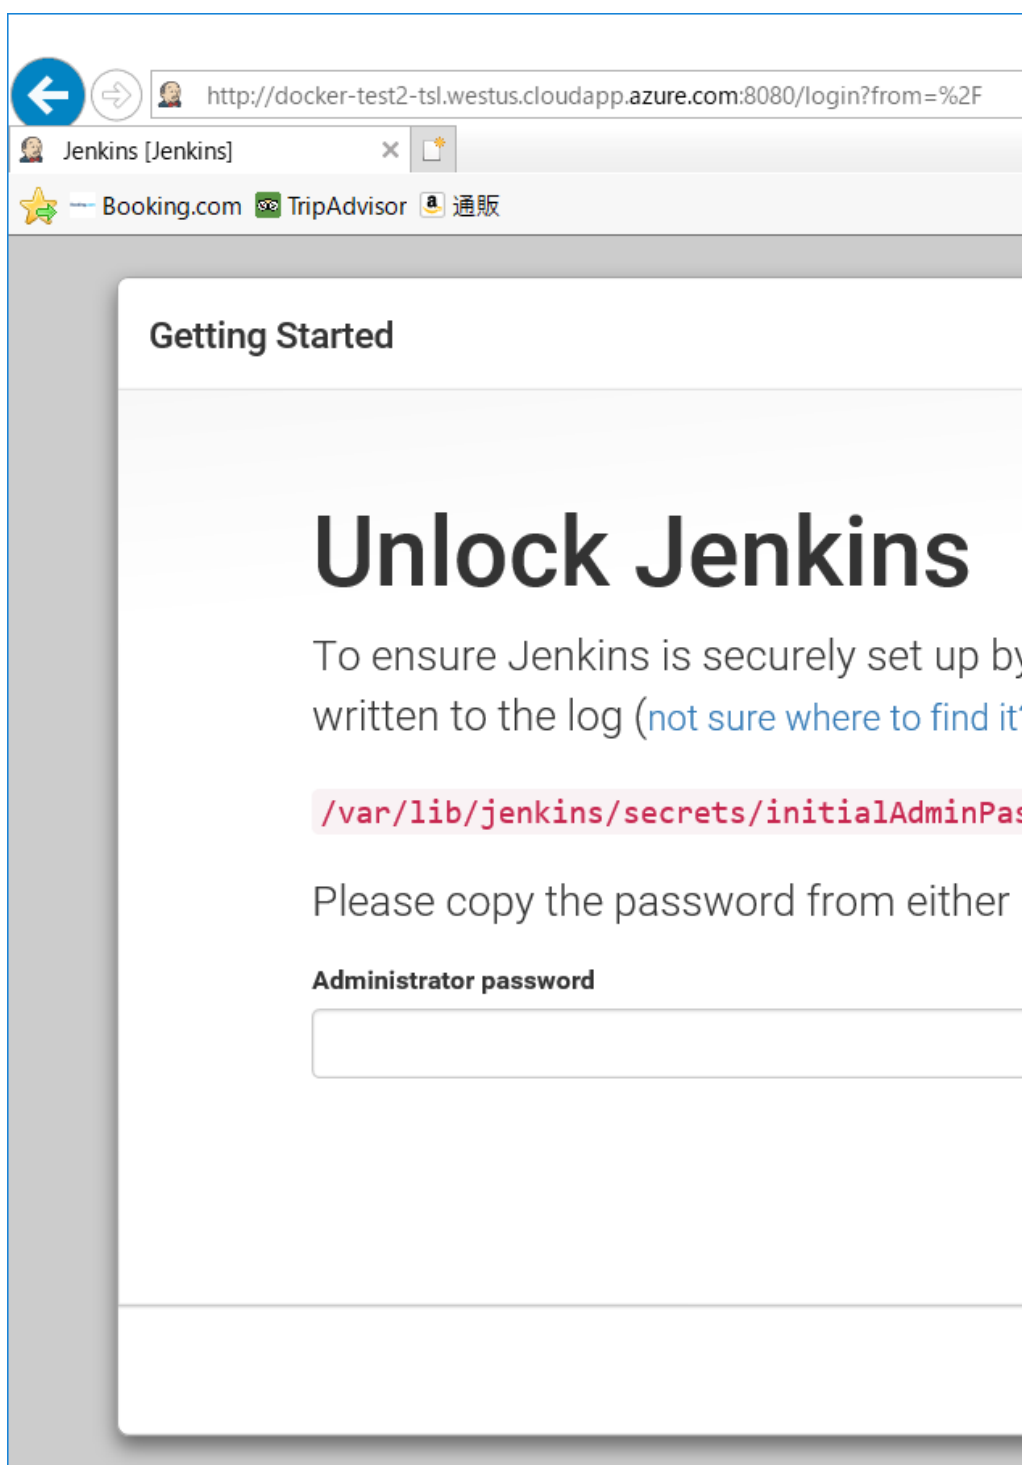 http://docker-test2-tsl.westus.cloudapp.azure.com:8080/login?from=%2F
Jenkins [Jenkins]
Booking.com TripAdvisor 通販
Getting Started
Unlock Jenkins
To ensure Jenkins is securely set up by
written to the log (not sure where to find it?
/var/lib/jenkins/secrets/initialAdminPas
Please copy the password from either
Administrator password